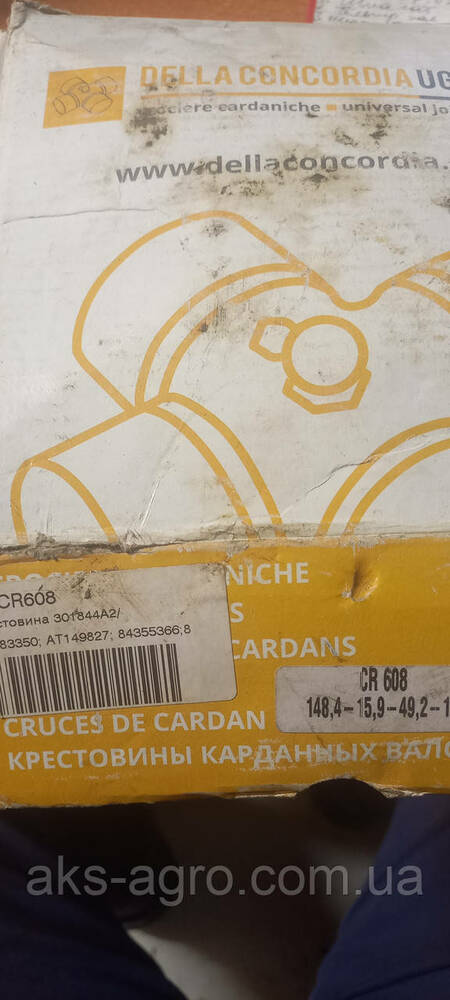 DELLA CONCORDIA UG
crociere cardaniche ■ universal jo
www.dellaconcordia.
CR608
стовина 301844A2/
83350; AT149827; 84355366;8
NICHE
S
CARDANS
CR 608
148,4-15,9-49,2-1
CRUCES DE CARDAN
КРЕСТОВИНЫ КАРДАННЫХ ВАЛО
aks-agro.com.ua